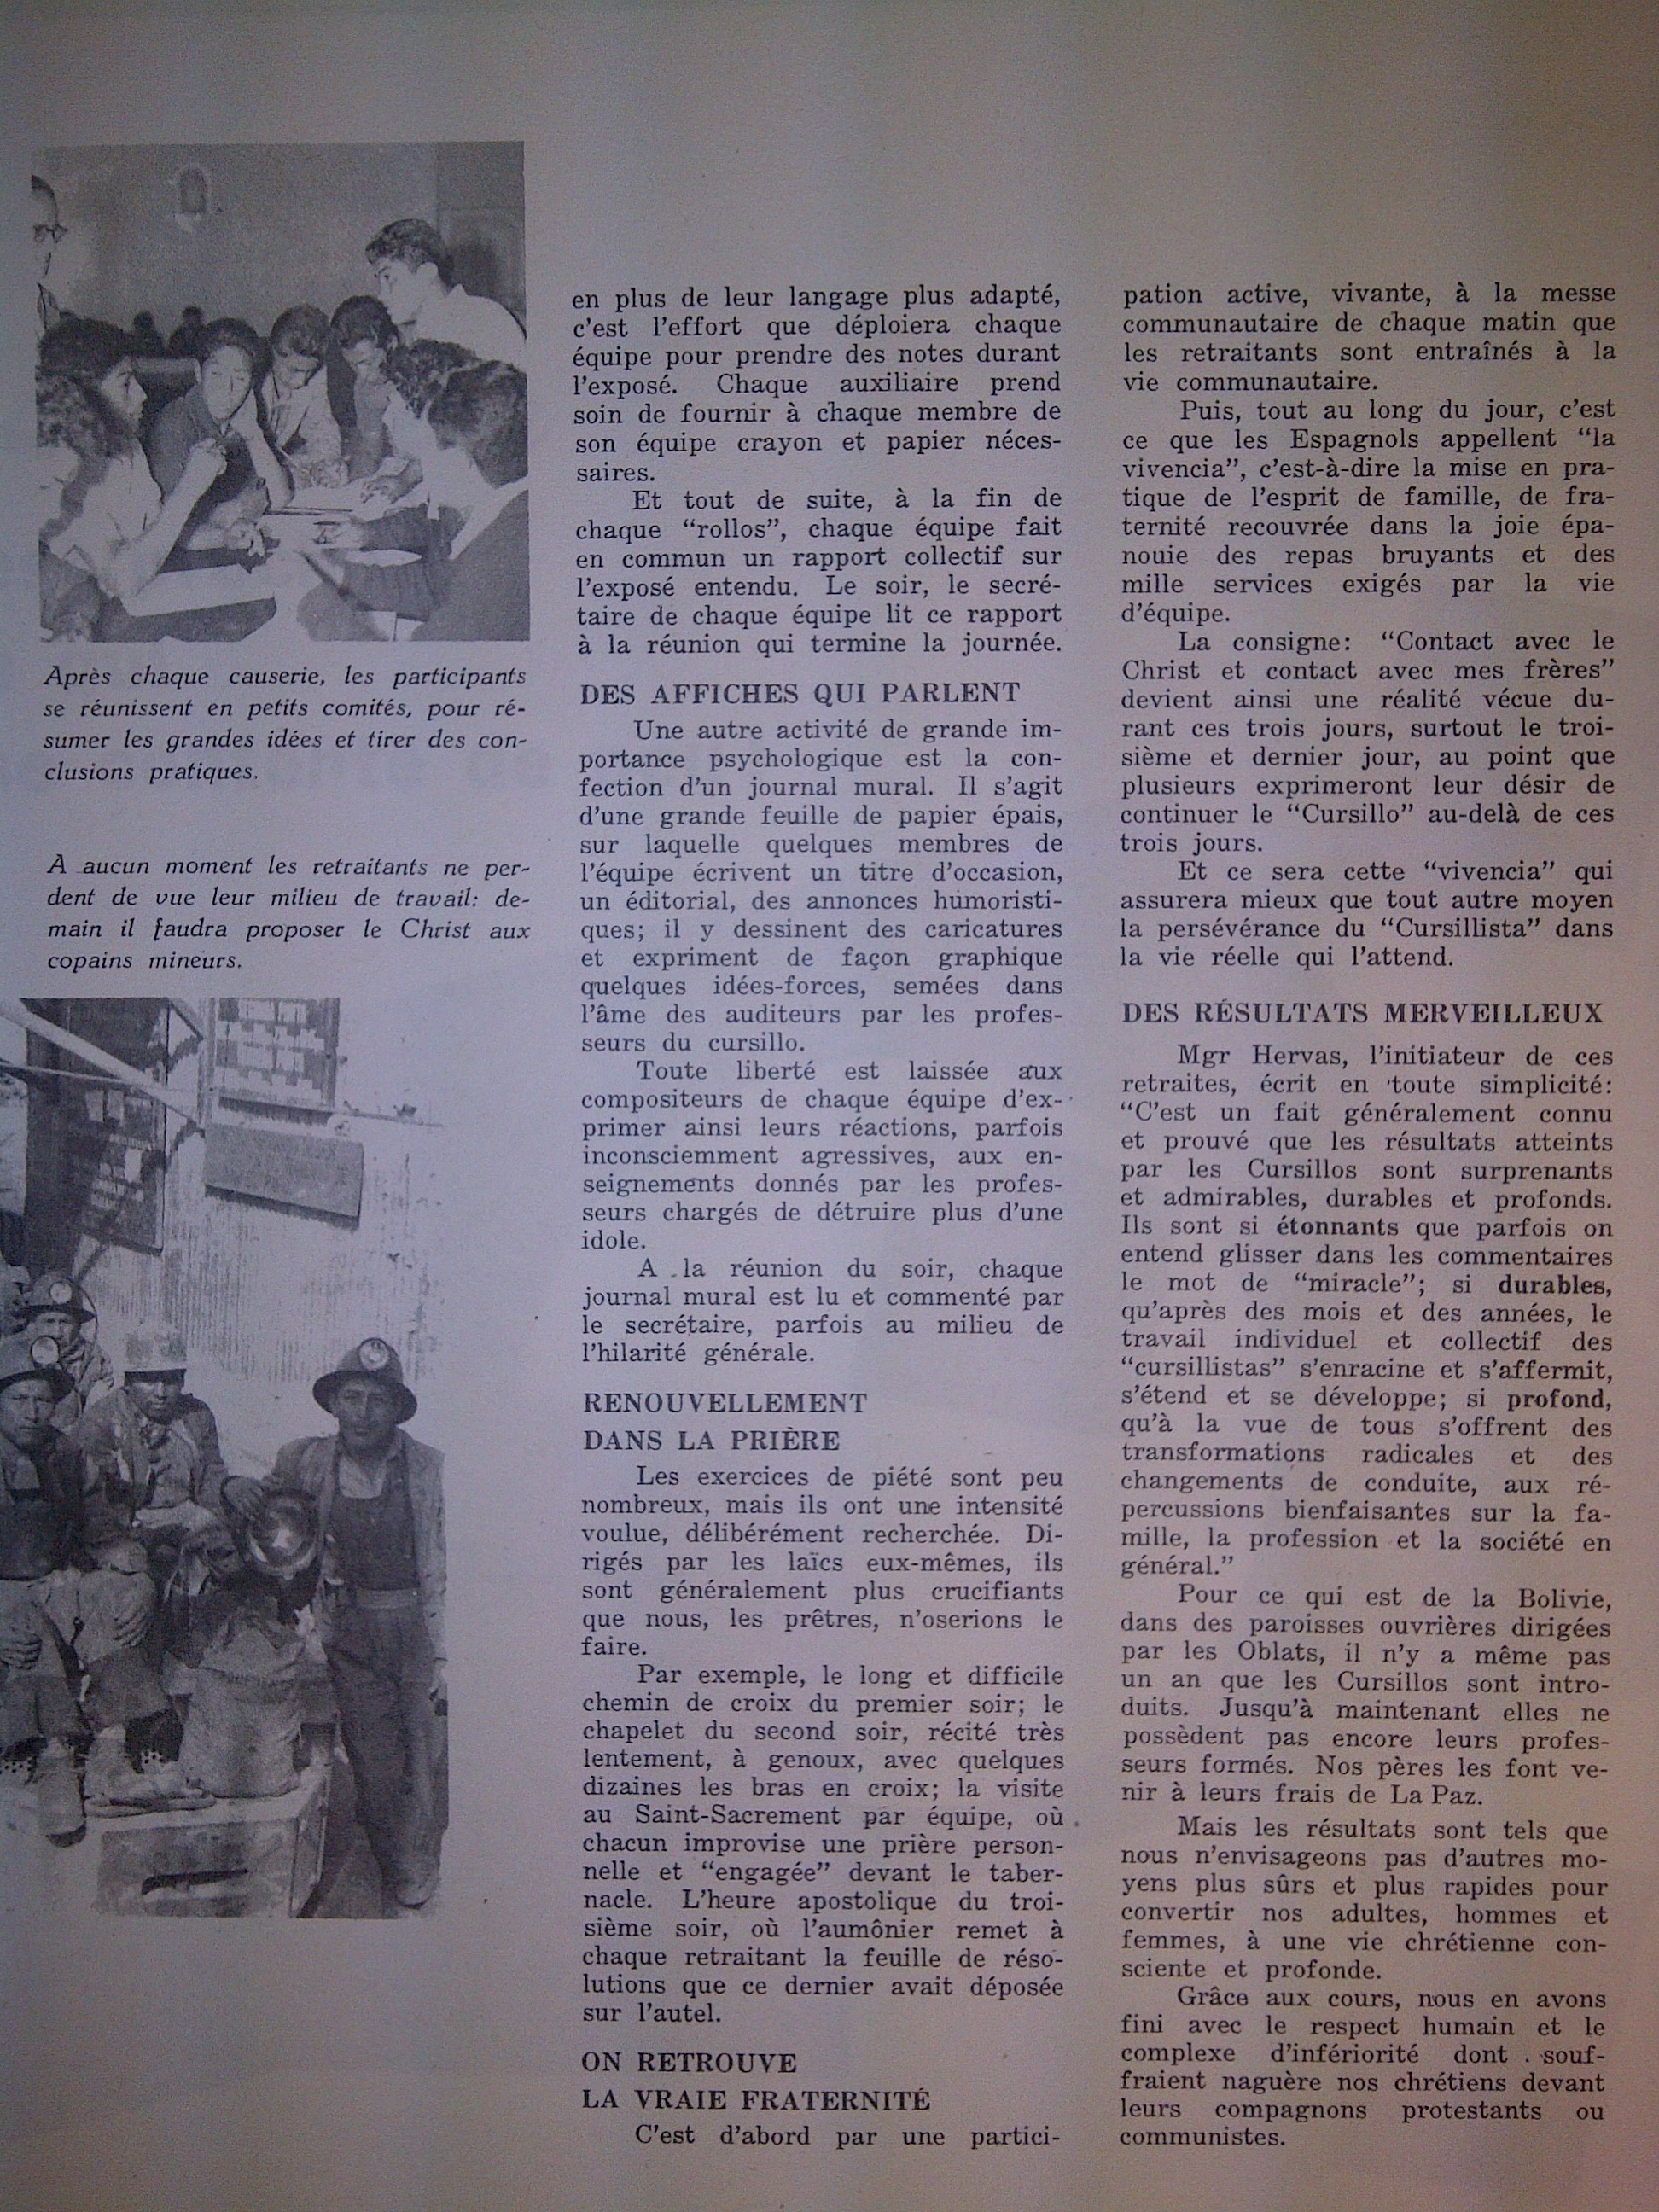 Après chaque causerie, les participants
se réunissent en petits comités, pour ré-
sumer les grandes idées et tirer des con-
clusions pratiques.
A aucun moment les retraitants ne per-
dent de vue leur milieu de travail: de-
main il faudra proposer le Christ aux
copains mineurs.
en plus de leur langage plus adapté,
c'est l'effort que déploiera chaque
équipe pour prendre des notes durant
l'exposé. Chaque auxiliaire prend
soin de fournir à chaque membre de
son équipe crayon et papier néces-
saires.
Et tout de suite, à la fin de
chaque "rollos", chaque équipe fait
en commun un rapport collectif sur
l'exposé entendu. Le soir, le secré-
taire de chaque équipe lit ce rapport
à la réunion qui termine la journée.
DES AFFICHES QUI PARLENT
Une autre activité de grande im-
portance psychologique est la con-
fection d'un journal mural. Il s'agit
d'une grande feuille de papier épais,
sur laquelle quelques membres de
l'équipe écrivent un titre d'occasion,
un éditorial, des annonces humoristi-
ques; il y dessinent des caricatures
et expriment de façon graphique
quelques idées-forces, semées dans
l'âme des auditeurs par les profes-
seurs du cursillo.
Toute liberté est laissée aux
compositeurs de chaque équipe d'ex-
primer ainsi leurs réactions, parfois
inconsciemment agressives, aux en-
seignements donnés par les profes-
seurs chargés de détruire plus d'une
idole.
A la réunion du soir, chaque
journal mural est lu et commenté par
le secrétaire, parfois au milieu de
l'hilarité générale.
RENOUVELLEMENT
DANS LA PRIÈRE
Les exercices de piété sont peu
nombreux, mais ils ont une intensité
voulue, délibérément recherchée. Di-
rigés par les laïcs eux-mêmes, ils
sont généralement plus crucifiants
que nous, les prêtres, n'oserions le
faire.
Par exemple, le long et difficile
chemin de croix du premier soir; le
chapelet du second soir, récité très
lentement, à genoux, avec quelques
dizaines les bras en croix; la visite
au Saint-Sacrement par équipe, où
chacun improvise une prière person-
nelle et "engagée" devant le taber-
nacle. L'heure apostolique du troi-
sième soir, où l'aumônier remet à
chaque retraitant la feuille de réso-
lutions que ce dernier avait déposée
sur l'autel.
ON RETROUVE
LA VRAIE FRATERNITÉ
C'est d'abord par une partici-
pation active, vivante, à la messe
communautaire de chaque matin que
les retraitants sont entraînés à la
vie communautaire.
Puis, tout au long du jour, c'est
ce que les Espagnols appellent "la
vivencia", c'est-à-dire la mise en pra-
tique de l'esprit de famille, de fra-
ternité recouvrée dans la joie épa-
nouie des repas bruyants et des
mille services exigés par la vie
d'équipe.
La consigne: "Contact avec le
Christ et contact avec mes frères"
devient ainsi une réalité vécue du-
rant ces trois jours, surtout le troi-
sième et dernier jour, au point que
plusieurs exprimeront leur désir de
continuer le "Cursillo" au-delà de ces
trois jours.
Et ce sera cette "vivencia" qui
assurera mieux que tout autre moyen
la persévérance du "Cursillista" dans
la vie réelle qui l'attend.
DES RÉSULTATS MERVEILLEUX
Mgr Hervas, l'initiateur de ces
retraites, écrit en toute simplicité:
"C'est un fait généralement connu
et prouvé que les résultats atteints
par les Cursillos sont surprenants
et admirables, durables et profonds.
Ils sont si étonnants que parfois on
entend glisser dans les commentaires
le mot de "miracle"; si durables,
qu'après des mois et des années, le
travail individuel et collectif des
"cursillistas" s'enracine et s'affermit,
s'étend et se développe; si profond,
qu'à la vue de tous s'offrent des
transformations radicales et des
changements de conduite, aux ré-
percussions bienfaisantes sur la fa-
mille, la profession et la société en
général."
Pour ce qui est de la Bolivie,
dans des paroisses ouvrières dirigées
par les Oblats, il n'y a même pas
un an que les Cursillos sont intro-
duits. Jusqu'à maintenant elles ne
possèdent pas encore leurs profes-
seurs formés. Nos pères les font ve-
nir à leurs frais de La Paz.
Mais les résultats sont tels que
nous n'envisageons pas d'autres mo-
yens plus sûrs et plus rapides pour
convertir nos adultes, hommes et
femmes, à une vie chrétienne con-
sciente et profonde.
Grâce aux cours, nous en avons
fini avec le respect humain et le
complexe d'infériorité dont souf-
fraient naguère nos chrétiens devant
leurs compagnons protestants ou
communistes.